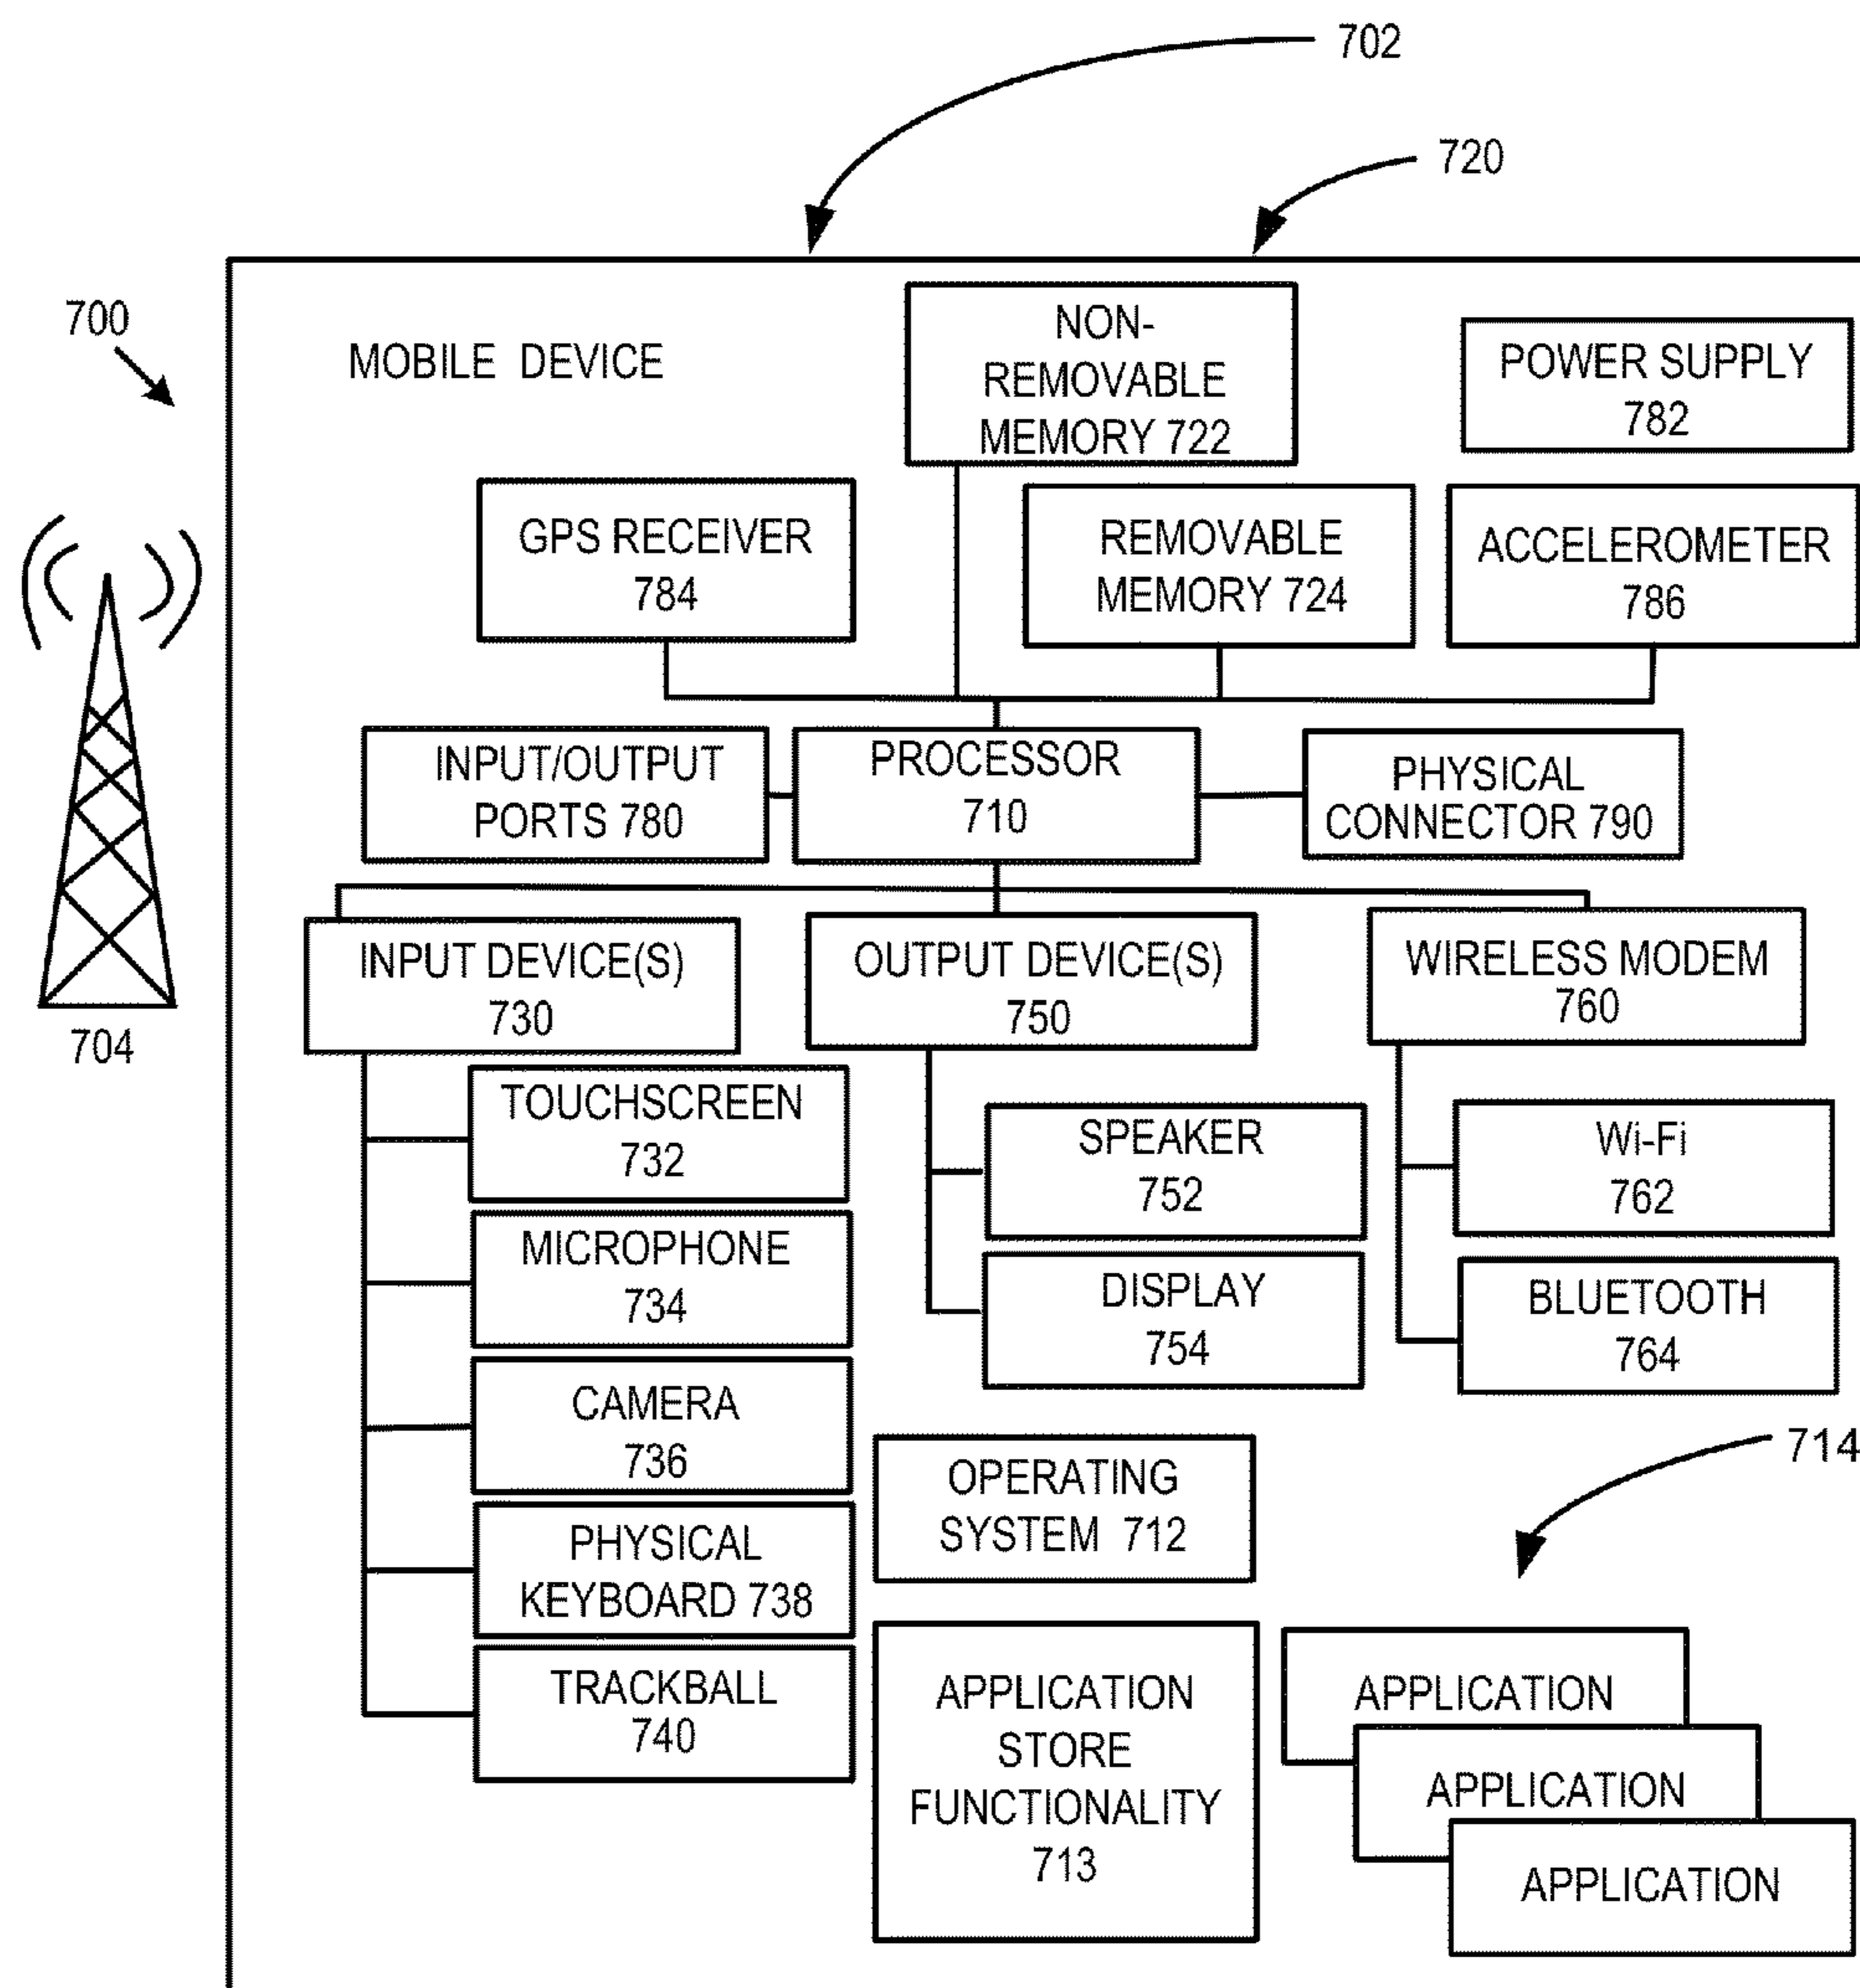 702
720
700
MOBILE DEVICE
NON-
REMOVABLE
MEMORY 722
POWER SUPPLY
782
GPS RECEIVER
784
REMOVABLE
MEMORY 724
ACCELEROMETER
786
INPUT/OUTPUT
PORTS 780
PROCESSOR
710
PHYSICAL
CONNECTOR 790
704
INPUT DEVICE(S)
730
OUTPUT DEVICE(S)
750
WIRELESS MODEM
760
TOUCHSCREEN
732
MICROPHONE
734
CAMERA
736
PHYSICAL
KEYBOARD 738
TRACKBALL
740
SPEAKER
752
DISPLAY
754
Wi-Fi
762
BLUETOOTH
764
OPERATING
SYSTEM 712
APPLICATION
STORE
FUNCTIONALITY
713
714
APPLICATION
APPLICATION
APPLICATION